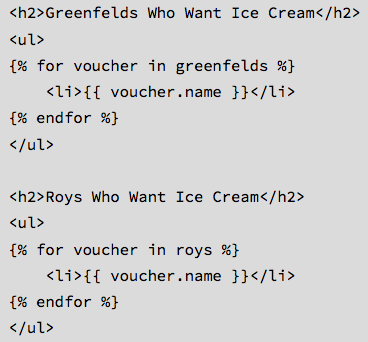 <h2>Greenfelds Who Want Ice Cream</h2>
<ul>
{% for voucher in greenfelds %}
    <li>{{ voucher.name }}</li>
{% endfor %}
</ul>

<h2>Roys Who Want Ice Cream</h2>
<ul>
{% for voucher in roys %}
    <li>{{ voucher.name }}</li>
{% endfor %}
</ul>